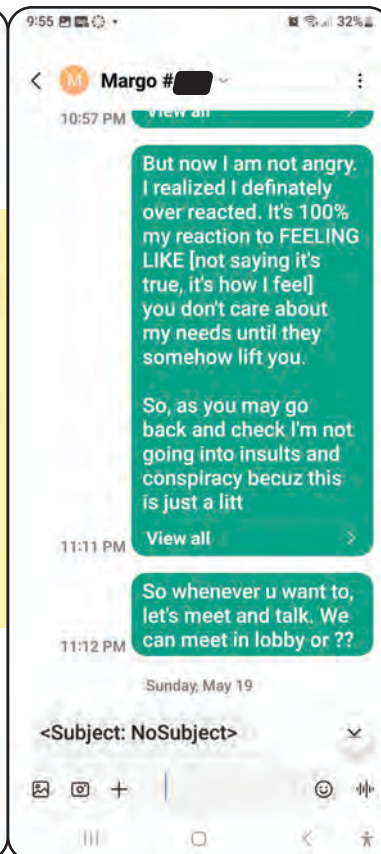 9:55 32%
Margo #
10:57 PM View all
But now I am not angry.
I realized I definately
over reacted. It's 100%
my reaction to FEELING
LIKE [not saying it's
true, it's how I feel]
you don't care about
my needs until they
somehow lift you.
So, as you may go
back and check I'm not
going into insults and
conspiracy becuz this
is just a litt
View all
11:11 PM
So whenever u want to,
let's meet and talk. We
can meet in lobby or ??
11:12 PM
Sunday, May 19
<Subject: NoSubject>